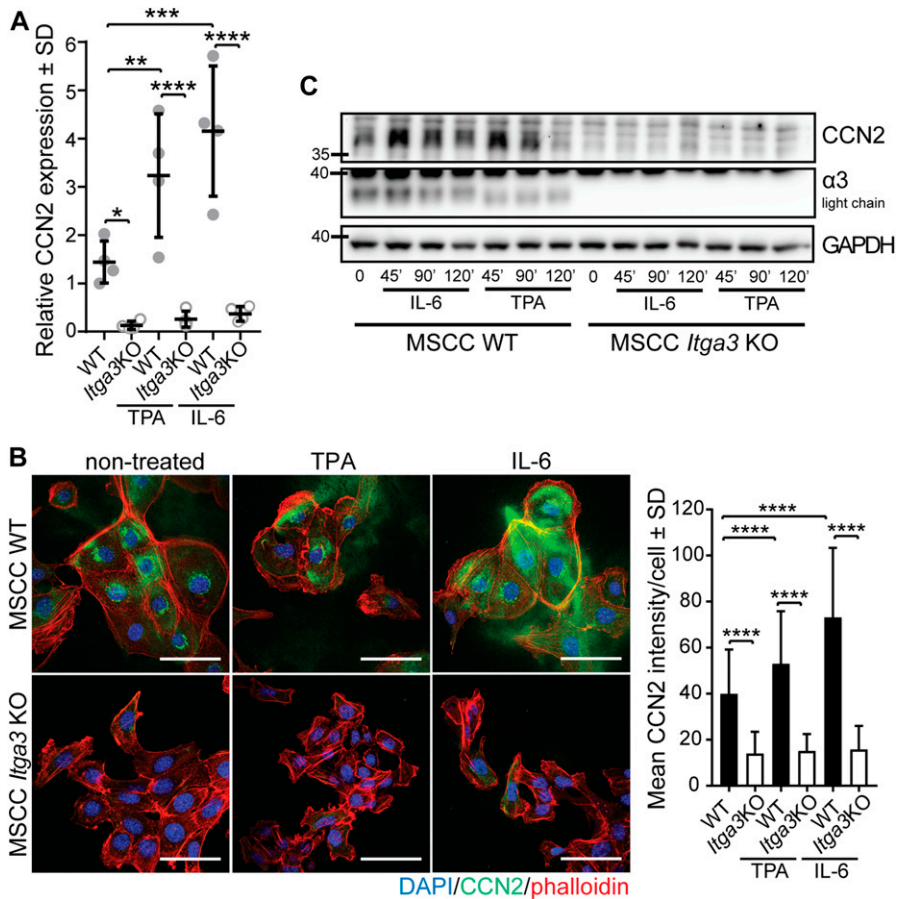 A
Relative CCN2 expression ± SD
6
5
4
3
2
1
0
***
**
****
****
*
WT
Itga3KO
WT
Itga3KO
WT
Itga3KO
TPA
IL-6
C
35
40
40
CCN2
α3
light chain
GAPDH
0 45' 90' 120' 45' 90' 120' 0 45' 90' 120' 45' 90' 120'
IL-6 TPA IL-6 TPA
MSCC WT MSCC Itga3 KO
B
non-treated TPA IL-6
MSCC WT
MSCC Itga3 KO
DAPI/CCN2/phalloidin
Mean CCN2 intensity/cell ± SD
120
100
80
60
40
20
0
****
****
****
****
****
WT
Itga3KO
WT
Itga3KO
WT
Itga3KO
TPA
IL-6